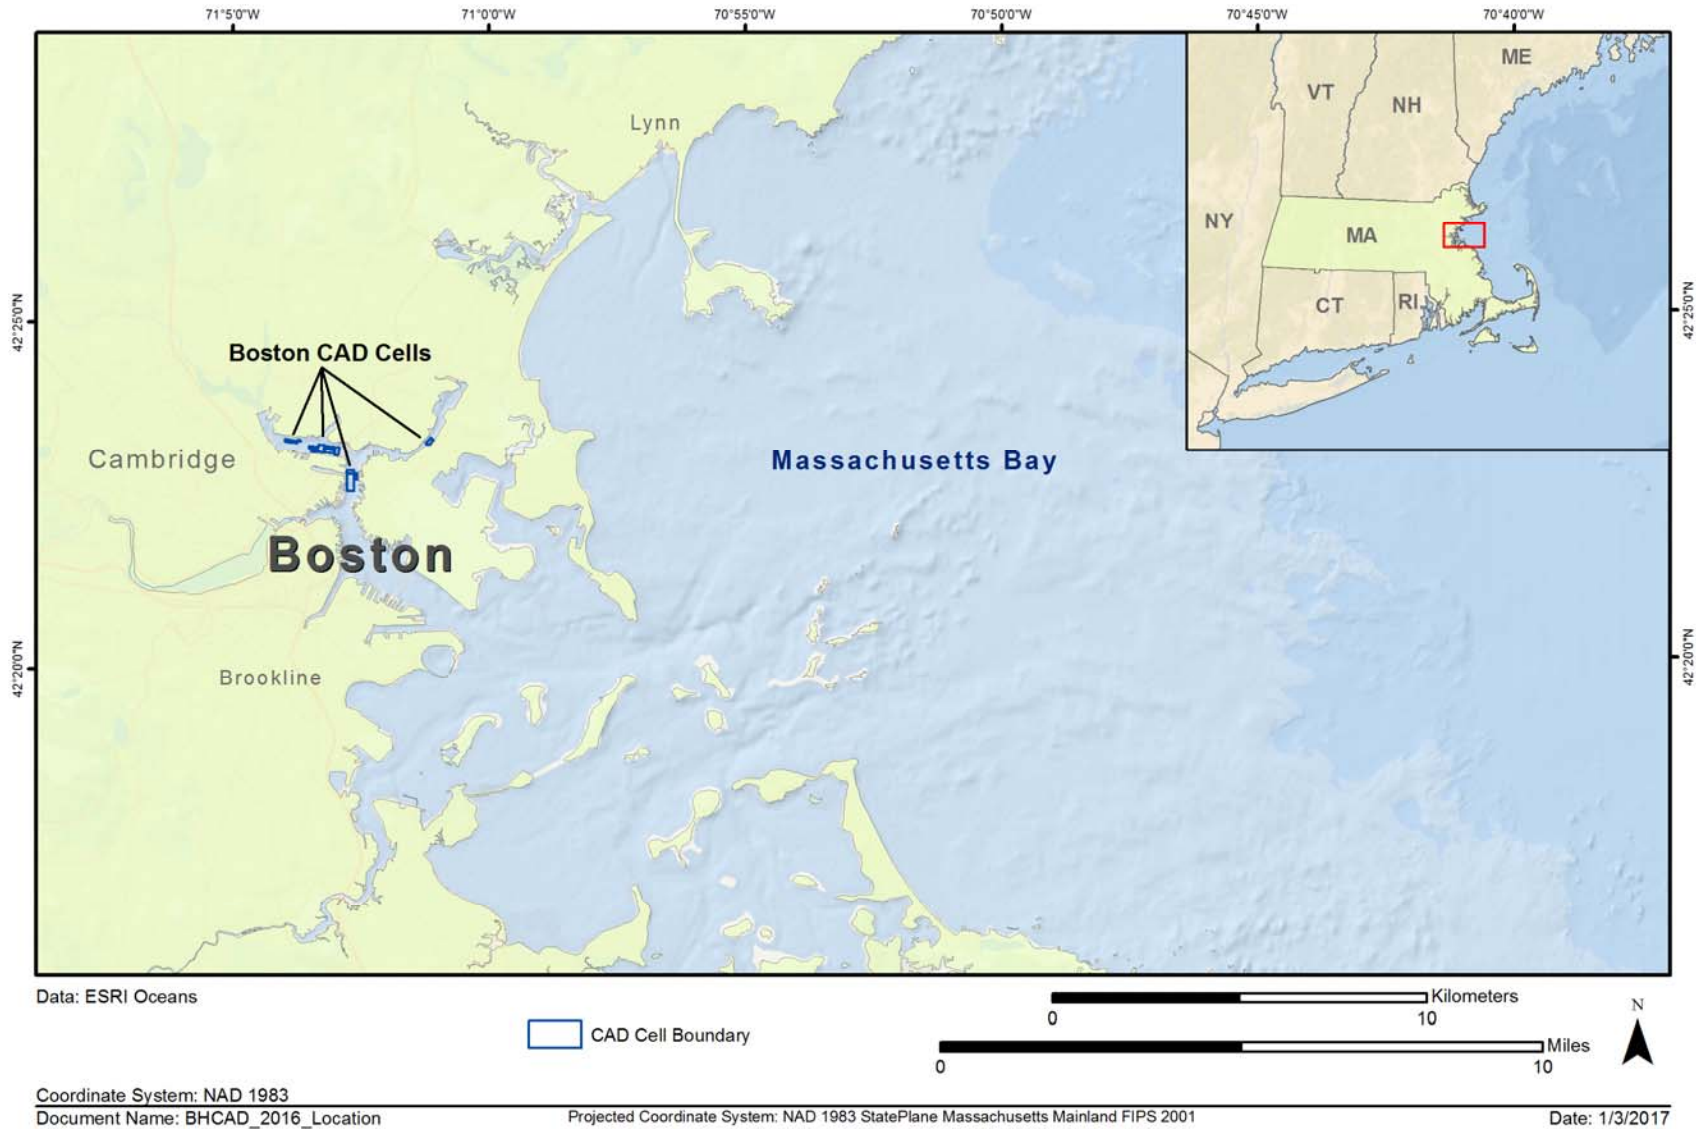 71°5'0"W 71°0'0"W 70°55'0"W 70°50'0"W 70°45'0"W 70°40'0"W
ME
VT
NH
Lynn
NY
MA
CT
RI
42°25'0"N
42°25'0"N
Boston CAD Cells
Cambridge
Massachusetts Bay
Boston
Brookline
42°20'0"N
42°20'0"N
Data: ESRI Oceans
Kilometers
0 10
N
CAD Cell Boundary
Miles
0 10
Coordinate System: NAD 1983
Document Name: BHCAD_2016_Location
Projected Coordinate System: NAD 1983 StatePlane Massachusetts Mainland FIPS 2001
Date: 1/3/2017